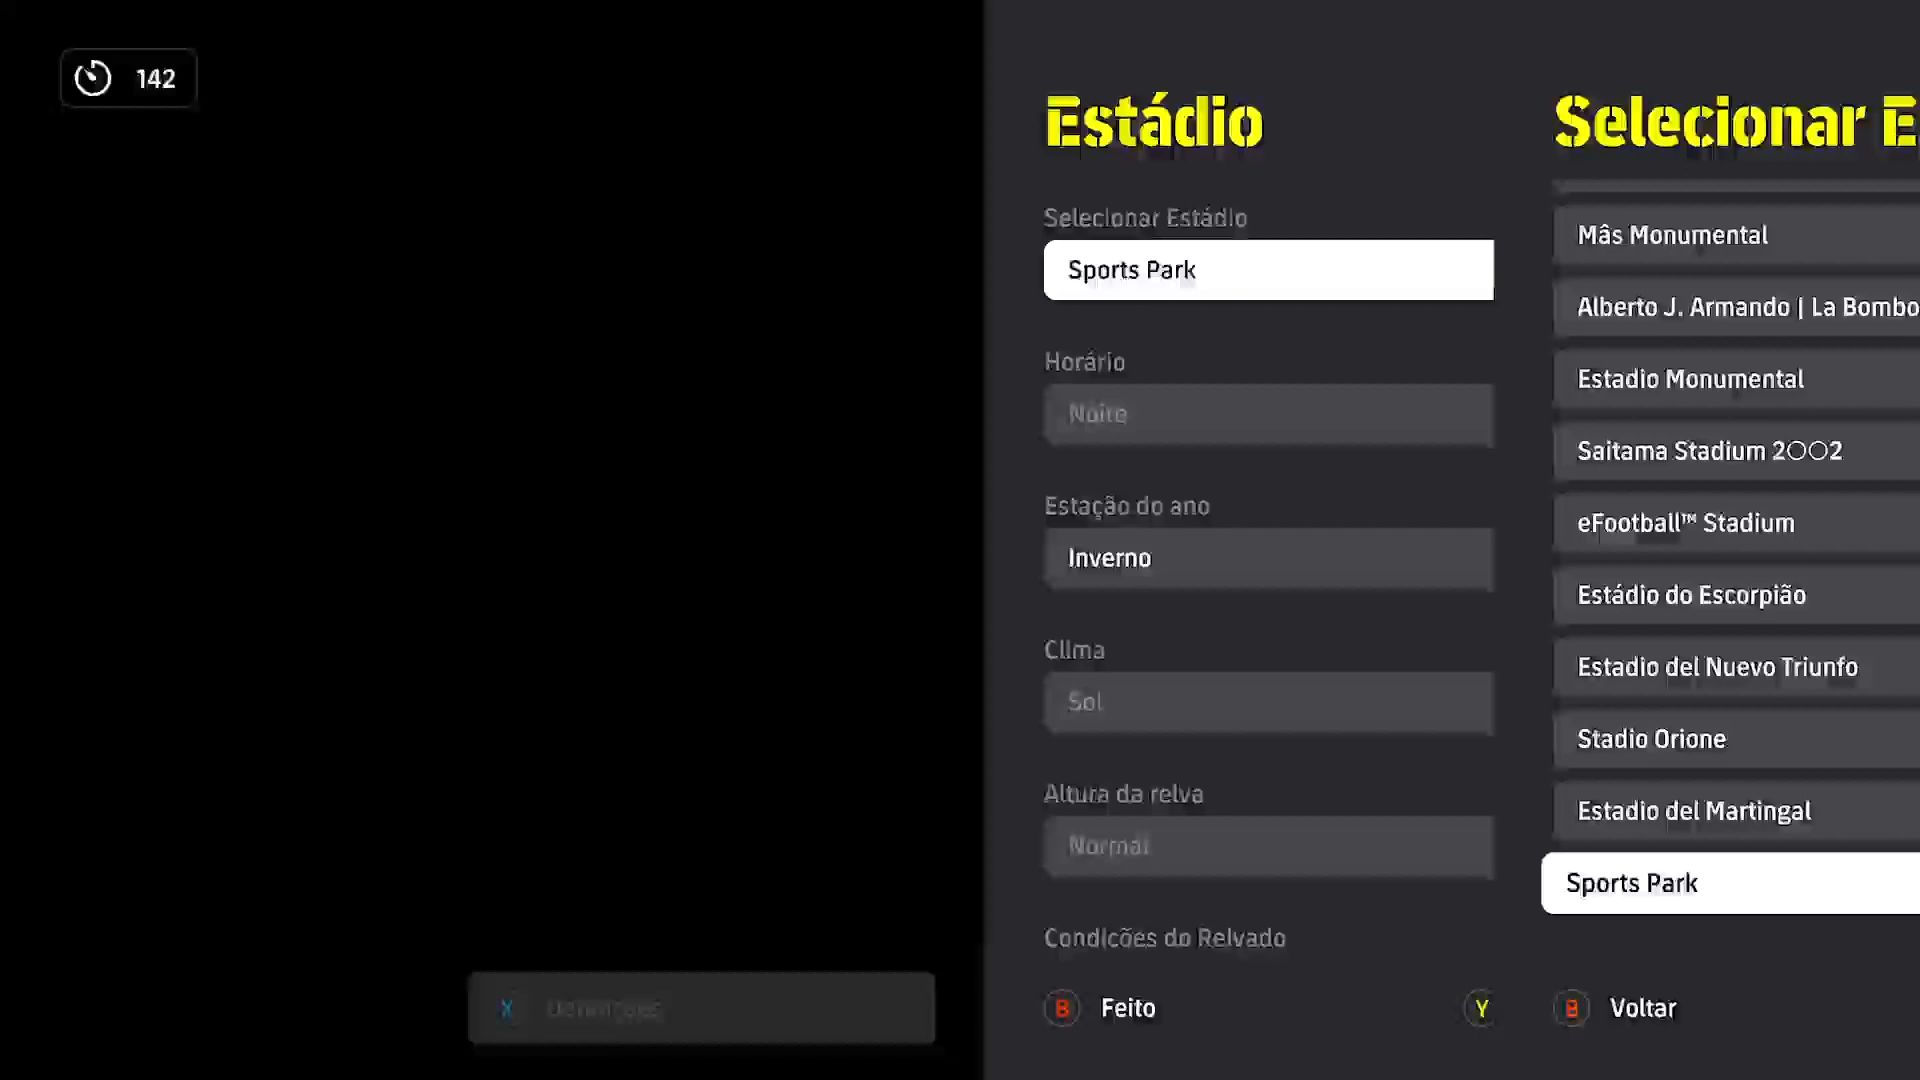 142
Estádio
Selecionar Estádio
Sports Park
Horário
Noite
Estação do ano
Inverno
Clima
Sol
Altura da relva
Normal
Condições do Relvado
B Feito
Y
X
Selecionar E
Mâs Monumental
Alberto J. Armando | La Bombo
Estadio Monumental
Saitama Stadium 2○○2
eFootball™ Stadium
Estádio do Escorpião
Estadio del Nuevo Triunfo
Stadio Orione
Estadio del Martingal
Sports Park
B Voltar